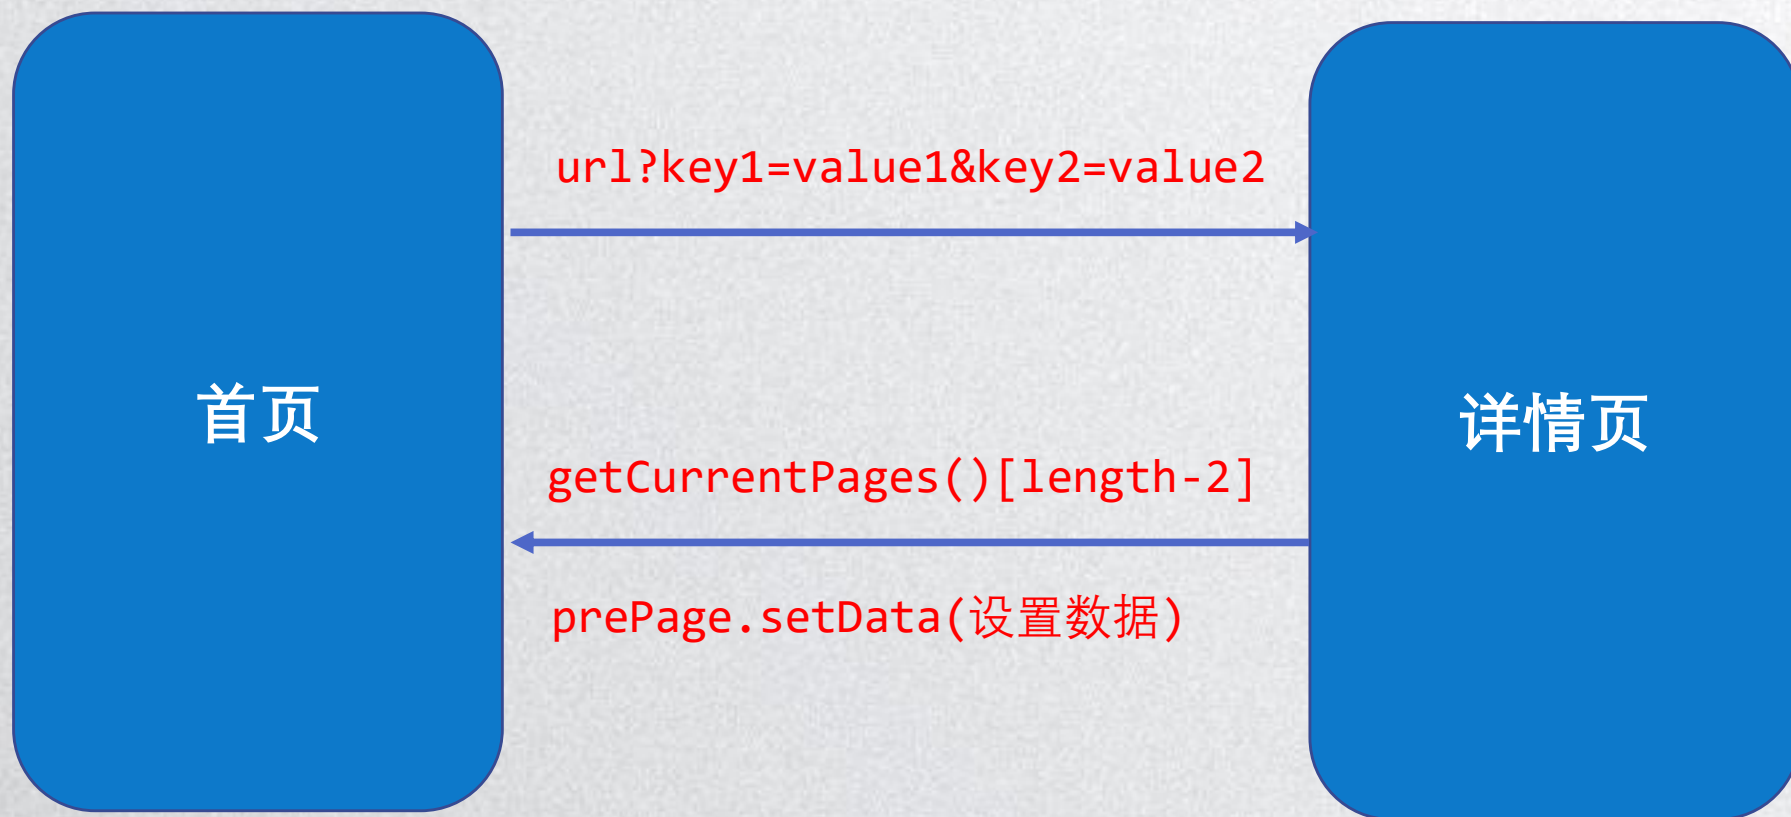 url?key1=value1&key2=value2
首页
详情页
getCurrentPages()[length-2]
prePage.setData(设置数据)